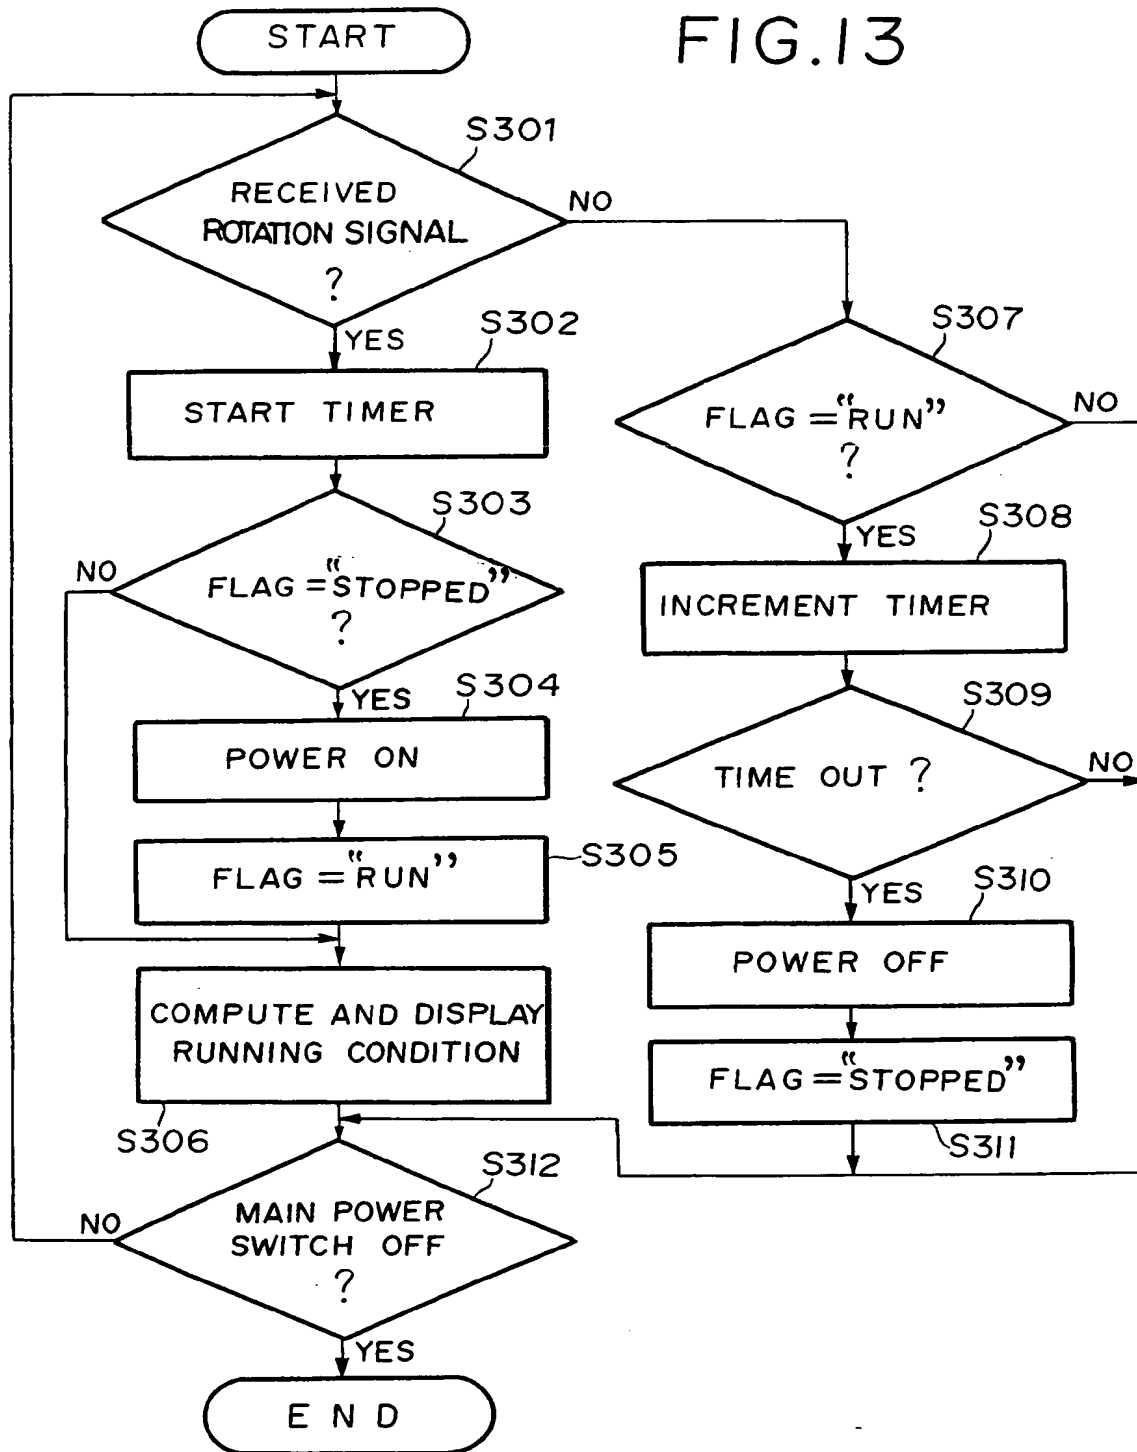 START
FIG.13
S301
RECEIVED
ROTATION SIGNAL
?
NO
YES
S302
START TIMER
S303
FLAG = "STOPPED"
?
NO
YES
S304
POWER ON
S305
FLAG = "RUN"
COMPUTE AND DISPLAY
RUNNING CONDITION
S306
S307
FLAG = "RUN"
?
NO
YES
S308
INCREMENT TIMER
S309
TIME OUT ?
NO
YES
S310
POWER OFF
FLAG = "STOPPED"
S311
S312
MAIN POWER
SWITCH OFF
?
NO
YES
END